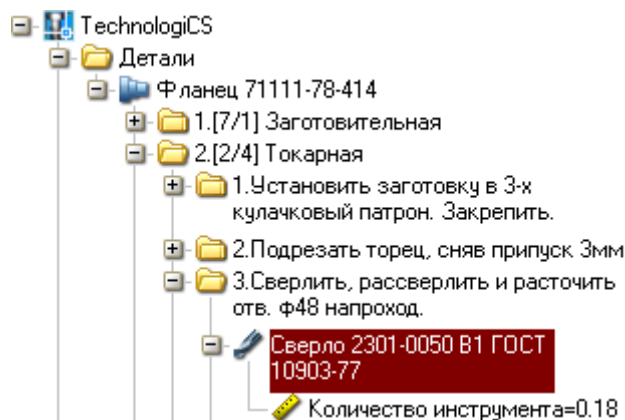 TechnologiCS
Детали
Фланец 71111-78-414
1.[7/1] Заготовительная
2.[2/4] Токарная
1.Установить заготовку в 3-х
кулачковый патрон. Закрепить.
2.Подрезать торец, сняв припуск 3мм
3.Сверлить, рассверлить и расточить
отв. ф48 напроход.
Сверло 2301-0050 В1 ГОСТ
10903-77
Количество инструмента=0.18